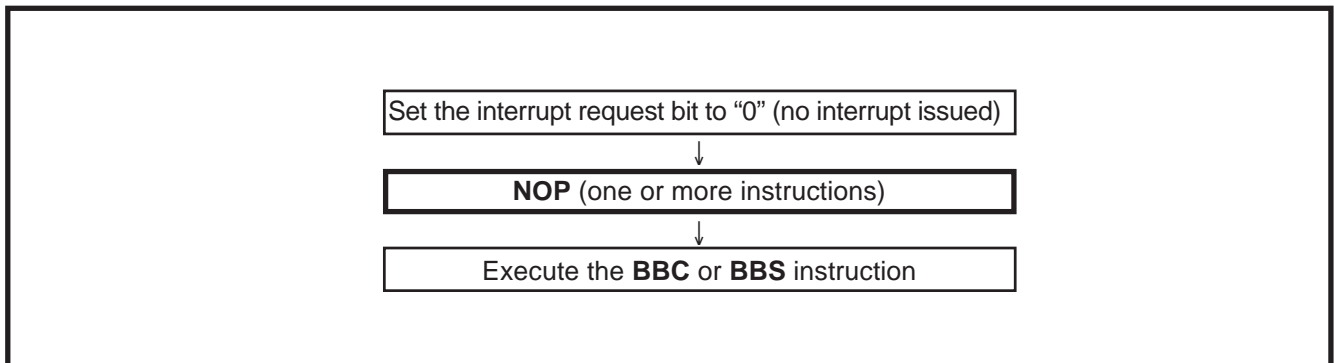 Set the interrupt request bit to “0” (no interrupt issued)
↓
NOP (one or more instructions)
↓
Execute the BBC or BBS instruction